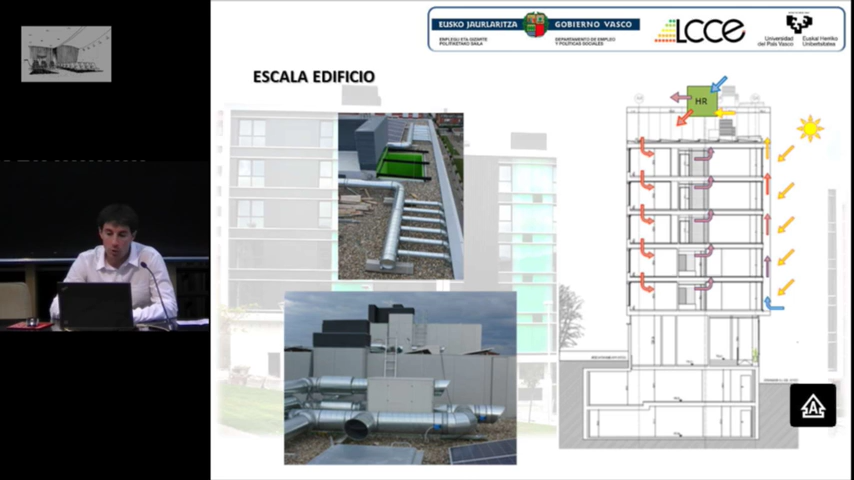 EUSKO JAURLARITZA
GOBIERNO VASCO
ENPLEGU ETA GIZARTE
POLITIKETAKO SAILA
DEPARTAMENTO DE EMPLEO
Y POLÍTICAS SOCIALES
LCCE
Universidad
del País Vasco
Euskal Herriko
Unibertsitatea
ESCALA EDIFICIO
HR